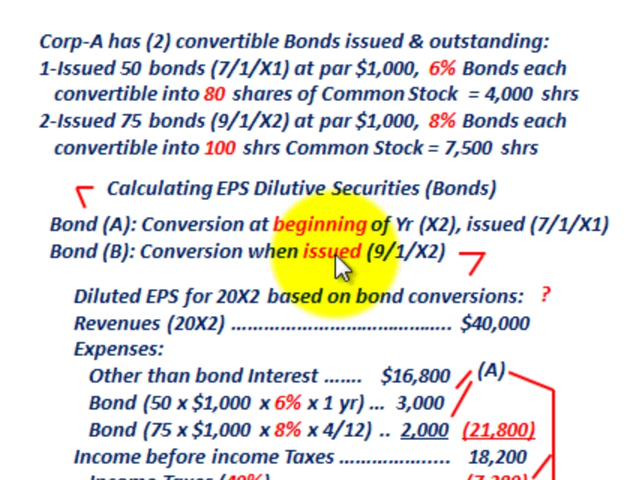 Corp-A has (2) convertible Bonds issued & outstanding:
1-Issued 50 bonds (7/1/X1) at par $1,000, 6% Bonds each
convertible into 80 shares of Common Stock = 4,000 shrs
2-Issued 75 bonds (9/1/X2) at par $1,000, 8% Bonds each
convertible into 100 shrs Common Stock = 7,500 shrs
Calculating EPS Dilutive Securities (Bonds)
Bond (A): Conversion at beginning of Yr (X2), issued (7/1/X1)
Bond (B): Conversion when issued (9/1/X2)
Diluted EPS for 20X2 based on bond conversions: ?
Revenues (20X2) ........................................ $40,000
Expenses:
Other than bond Interest ....... $16,800 (A)
Bond (50 x $1,000 x 6% x 1 yr) ... 3,000
Bond (75 x $1,000 x 8% x 4/12) .. 2,000 (21,800)
Income before income Taxes ..................... 18,200